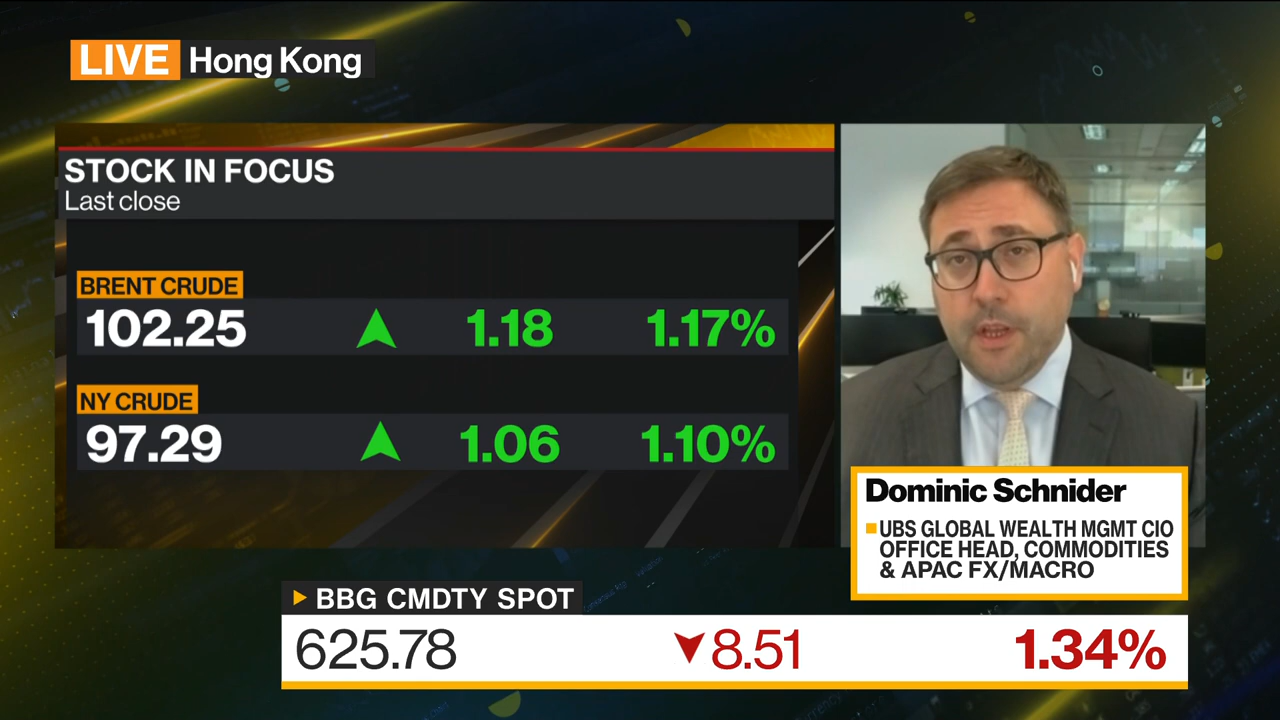 LIVE Hong Kong
STOCK IN FOCUS
Last close
BRENT CRUDE
102.25 1.18 1.17%
NY CRUDE
97.29 1.06 1.10%
Dominic Schnider
UBS GLOBAL WEALTH MGMT CIO
OFFICE HEAD, COMMODITIES
& APAC FX/MACRO
BBG CMDTY SPOT
625.78 8.51 1.34%